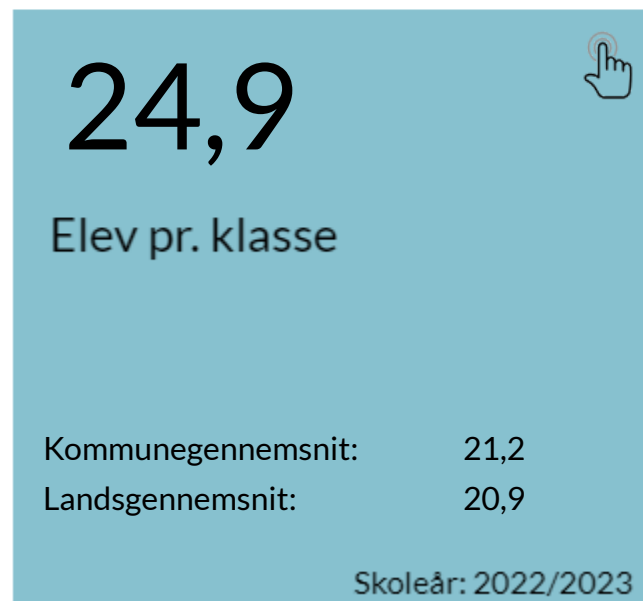 24,9
Elev pr. klasse
Kommunegennemsnit: 21,2
Landsgennemsnit: 20,9
Skoleår: 2022/2023